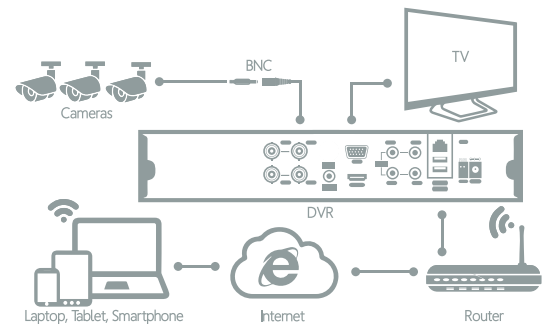 BNC
TV
Cameras
DVR
Laptop, Tablet, Smartphone
Internet
Router